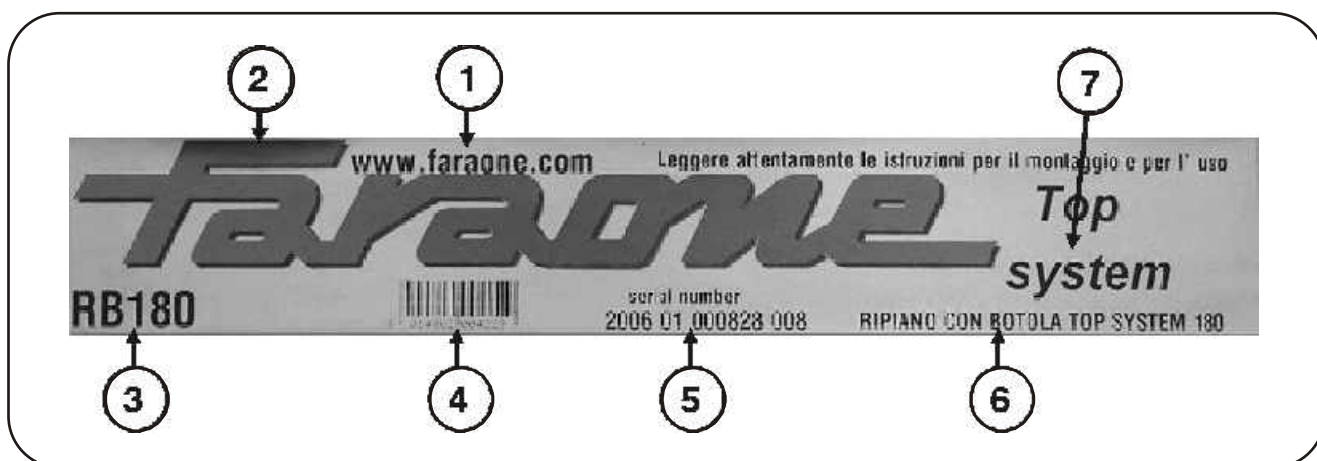 2 1 7
www.faraone.com Leggere attentamente le istruzioni per il montaggio e per l' uso
faraone
Top
system
RB180
serial number
2006 01 000828 008 RIPIANO CON BOTOLA TOP SYSTEM 180
3 4 5 6